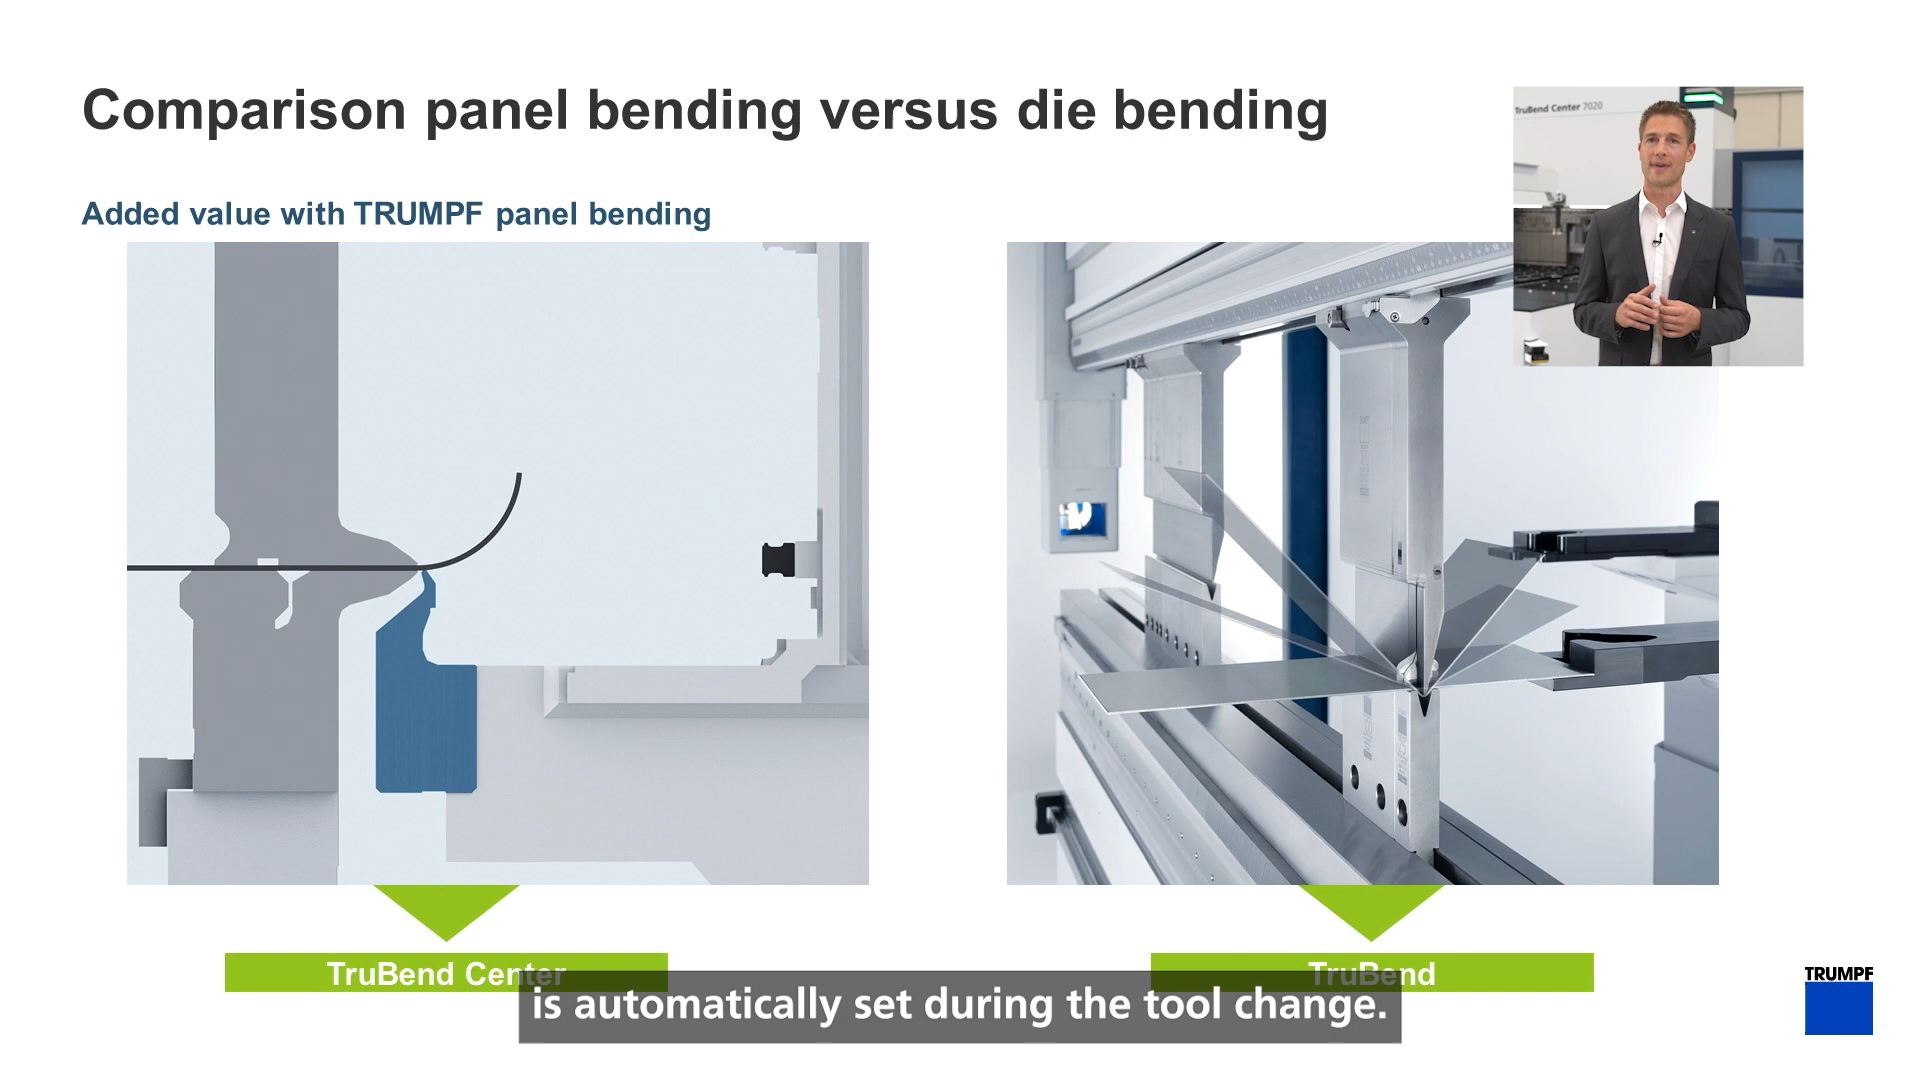 Comparison panel bending versus die bending
TruBend Center 7020
Added value with TRUMPF panel bending
TruBend Center
TruBend
is automatically set during the tool change.
TRUMPF